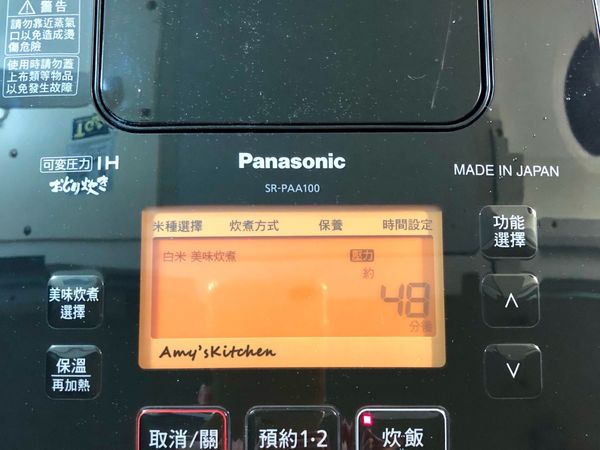 警告
請勿靠近蒸氣
口以免造成燙
傷危險
使用時請勿蓋
上布類等物品
以免發生故障
可変圧力 IH
おどり炊き
Panasonic
SR-PAA100
MADE IN JAPAN
米種選擇 炊煮方式 保養 時間設定
白米 美味炊煮 壓力
約
48
分後
Amy'sKitchen
美味炊煮
選擇
保溫
再加熱
功能
選擇
取消/關
預約1·2
炊飯